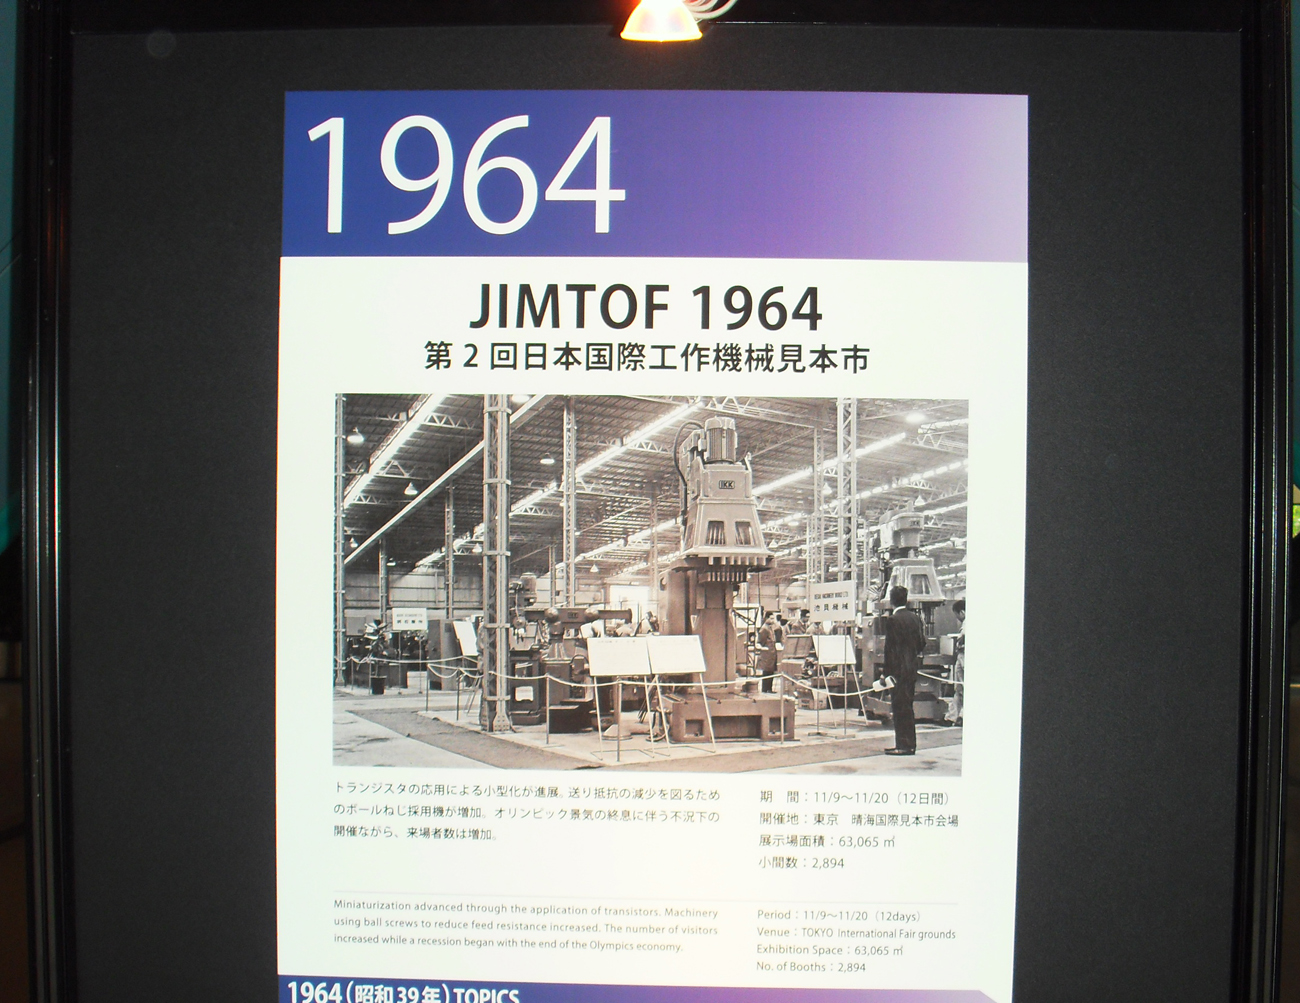 1964
JIMTOF 1964
第2回日本国際工作機械見本市
IKK
池貝機械
トランジスタの応用による小型化が進展。送り抵抗の減少を図るため
のボールねじ採用機が増加。オリンピック景気の終息に伴う不況下の
開催ながら、来場者数は増加。
期　間：11/9～11/20（12日間）
開催地：東京　晴海国際見本市会場
展示場面積：63,065 ㎡
小間数：2,894
Miniaturization advanced through the application of transistors. Machinery
using ball screws to reduce feed resistance increased. The number of visitors
increased while a recession began with the end of the Olympics economy.
Period：11/9～11/20（12days）
Venue：TOKYO International Fair grounds
Exhibition Space：63,065 ㎡
No. of Booths：2,894
1964（昭和39年）TOPICS